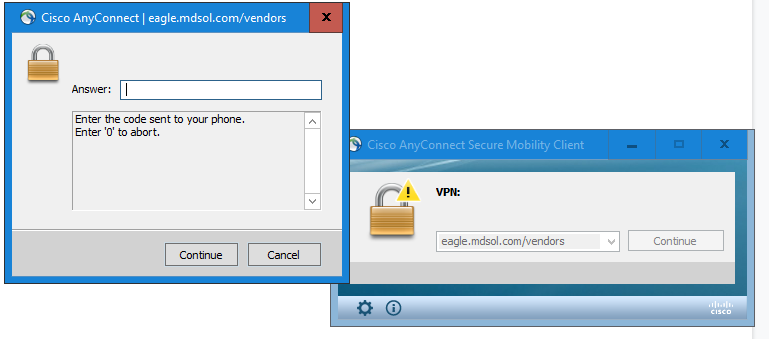 Cisco AnyConnect | eagle.mdsol.com/vendors
Answer:
Enter the code sent to your phone.
Enter '0' to abort.
Continue
Cancel
Cisco AnyConnect Secure Mobility Client
VPN:
eagle.mdsol.com/vendors
Continue
CISCO